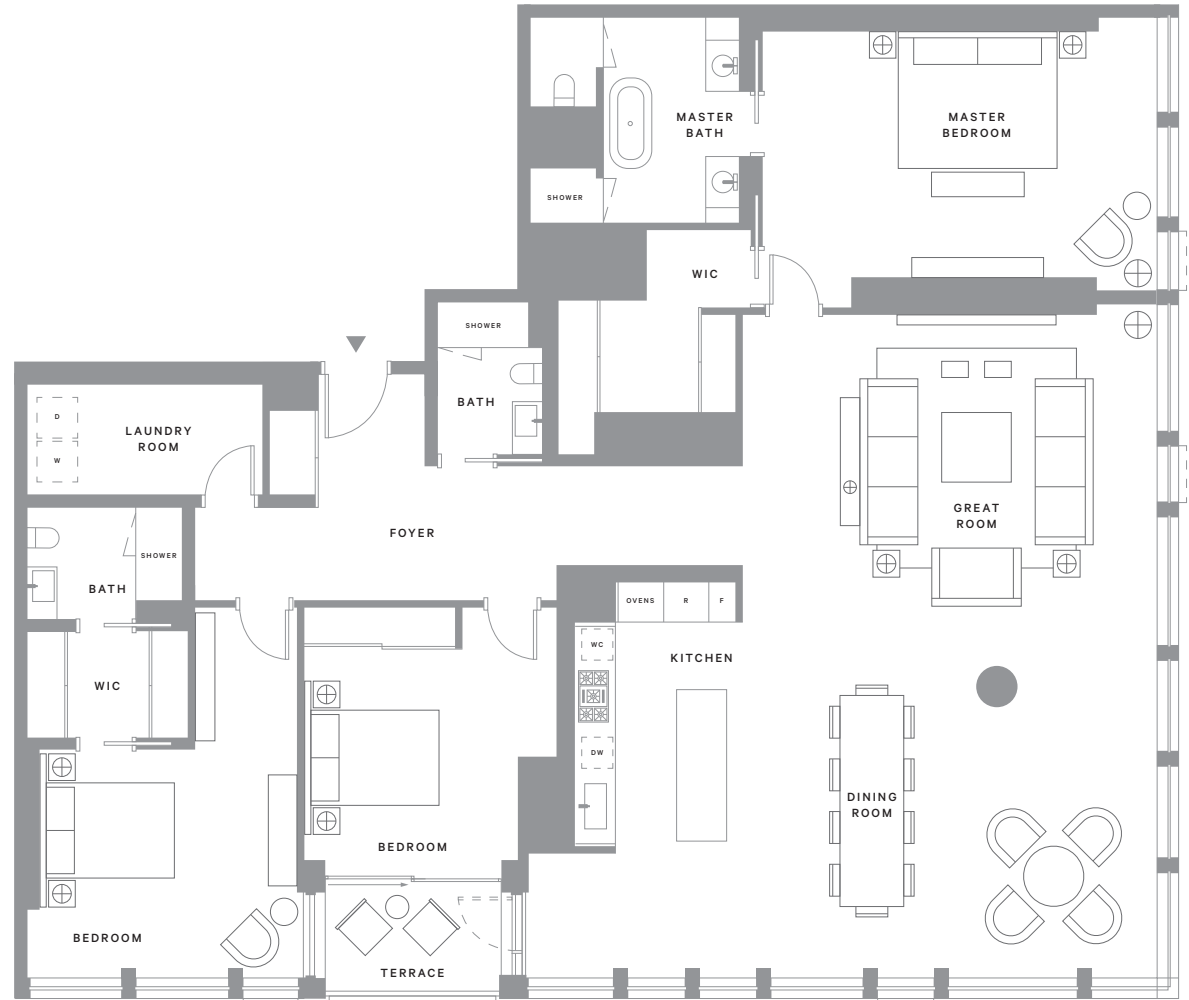 MASTER
BATH
MASTER
BEDROOM
SHOWER
WIC
SHOWER
BATH
D
W
LAUNDRY
ROOM
GREAT
ROOM
FOYER
SHOWER
BATH
OVENS
R
F
WC
KITCHEN
WIC
DW
DINING
ROOM
BEDROOM
BEDROOM
TERRACE